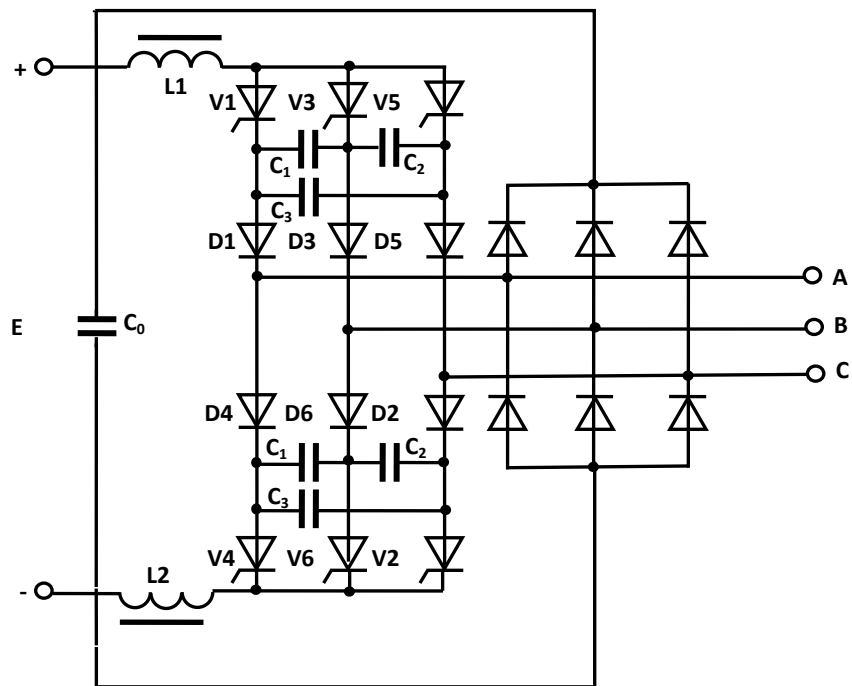 +
L1
V1 V3 V5
C₁ C₂
C₃
D1 D3 D5
A
E C₀ B
C
D4 D6 D2
C₁ C₂
C₃
V4 V6 V2
L2
-